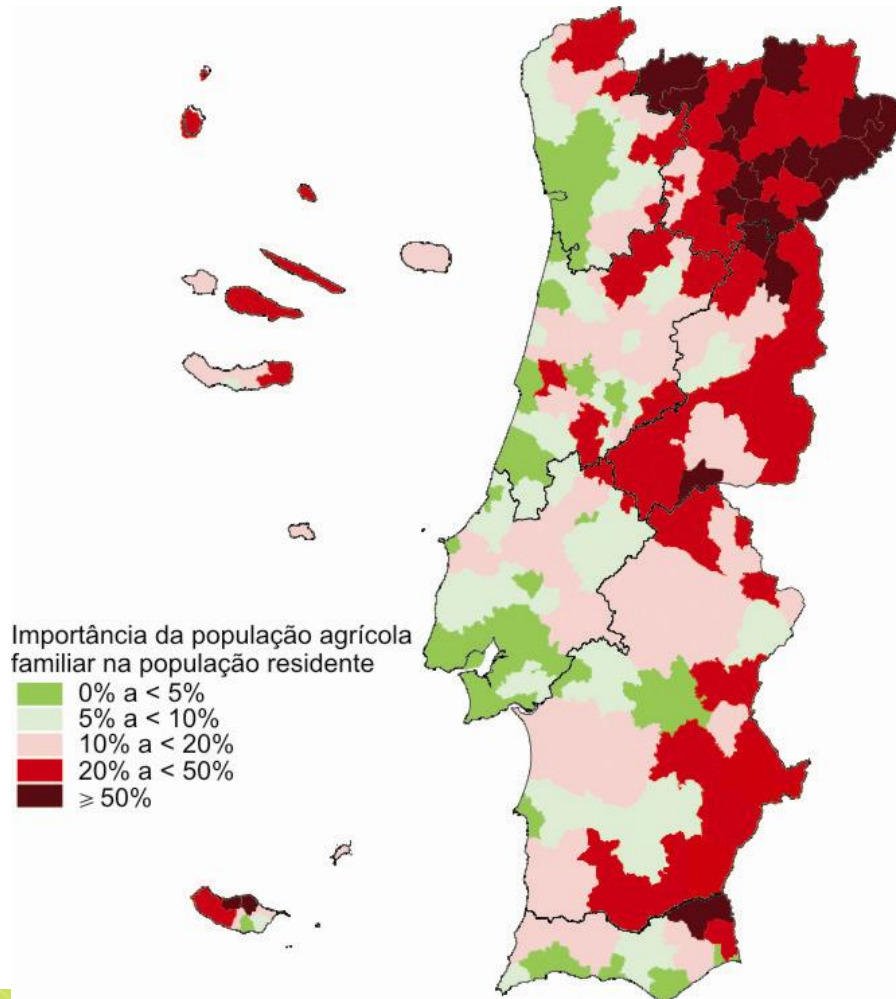 Importância da população agrícola
familiar na população residente
0% a < 5%
5% a < 10%
10% a < 20%
20% a < 50%
⩾ 50%